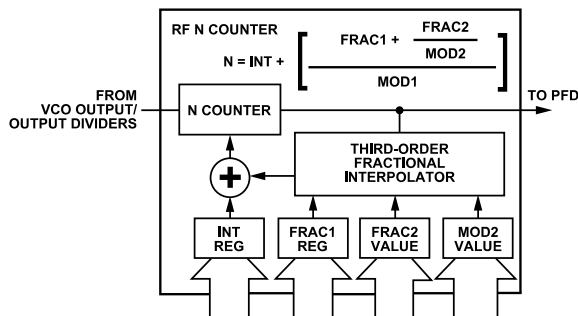 RF N COUNTER
N = INT + [
FRAC1 +
FRAC2
MOD2
MOD1
]
FROM
VCO OUTPUT/
OUTPUT DIVIDERS
N COUNTER
TO PFD
THIRD-ORDER
FRACTIONAL
INTERPOLATOR
+
INT
REG
FRAC1
REG
FRAC2
VALUE
MOD2
VALUE